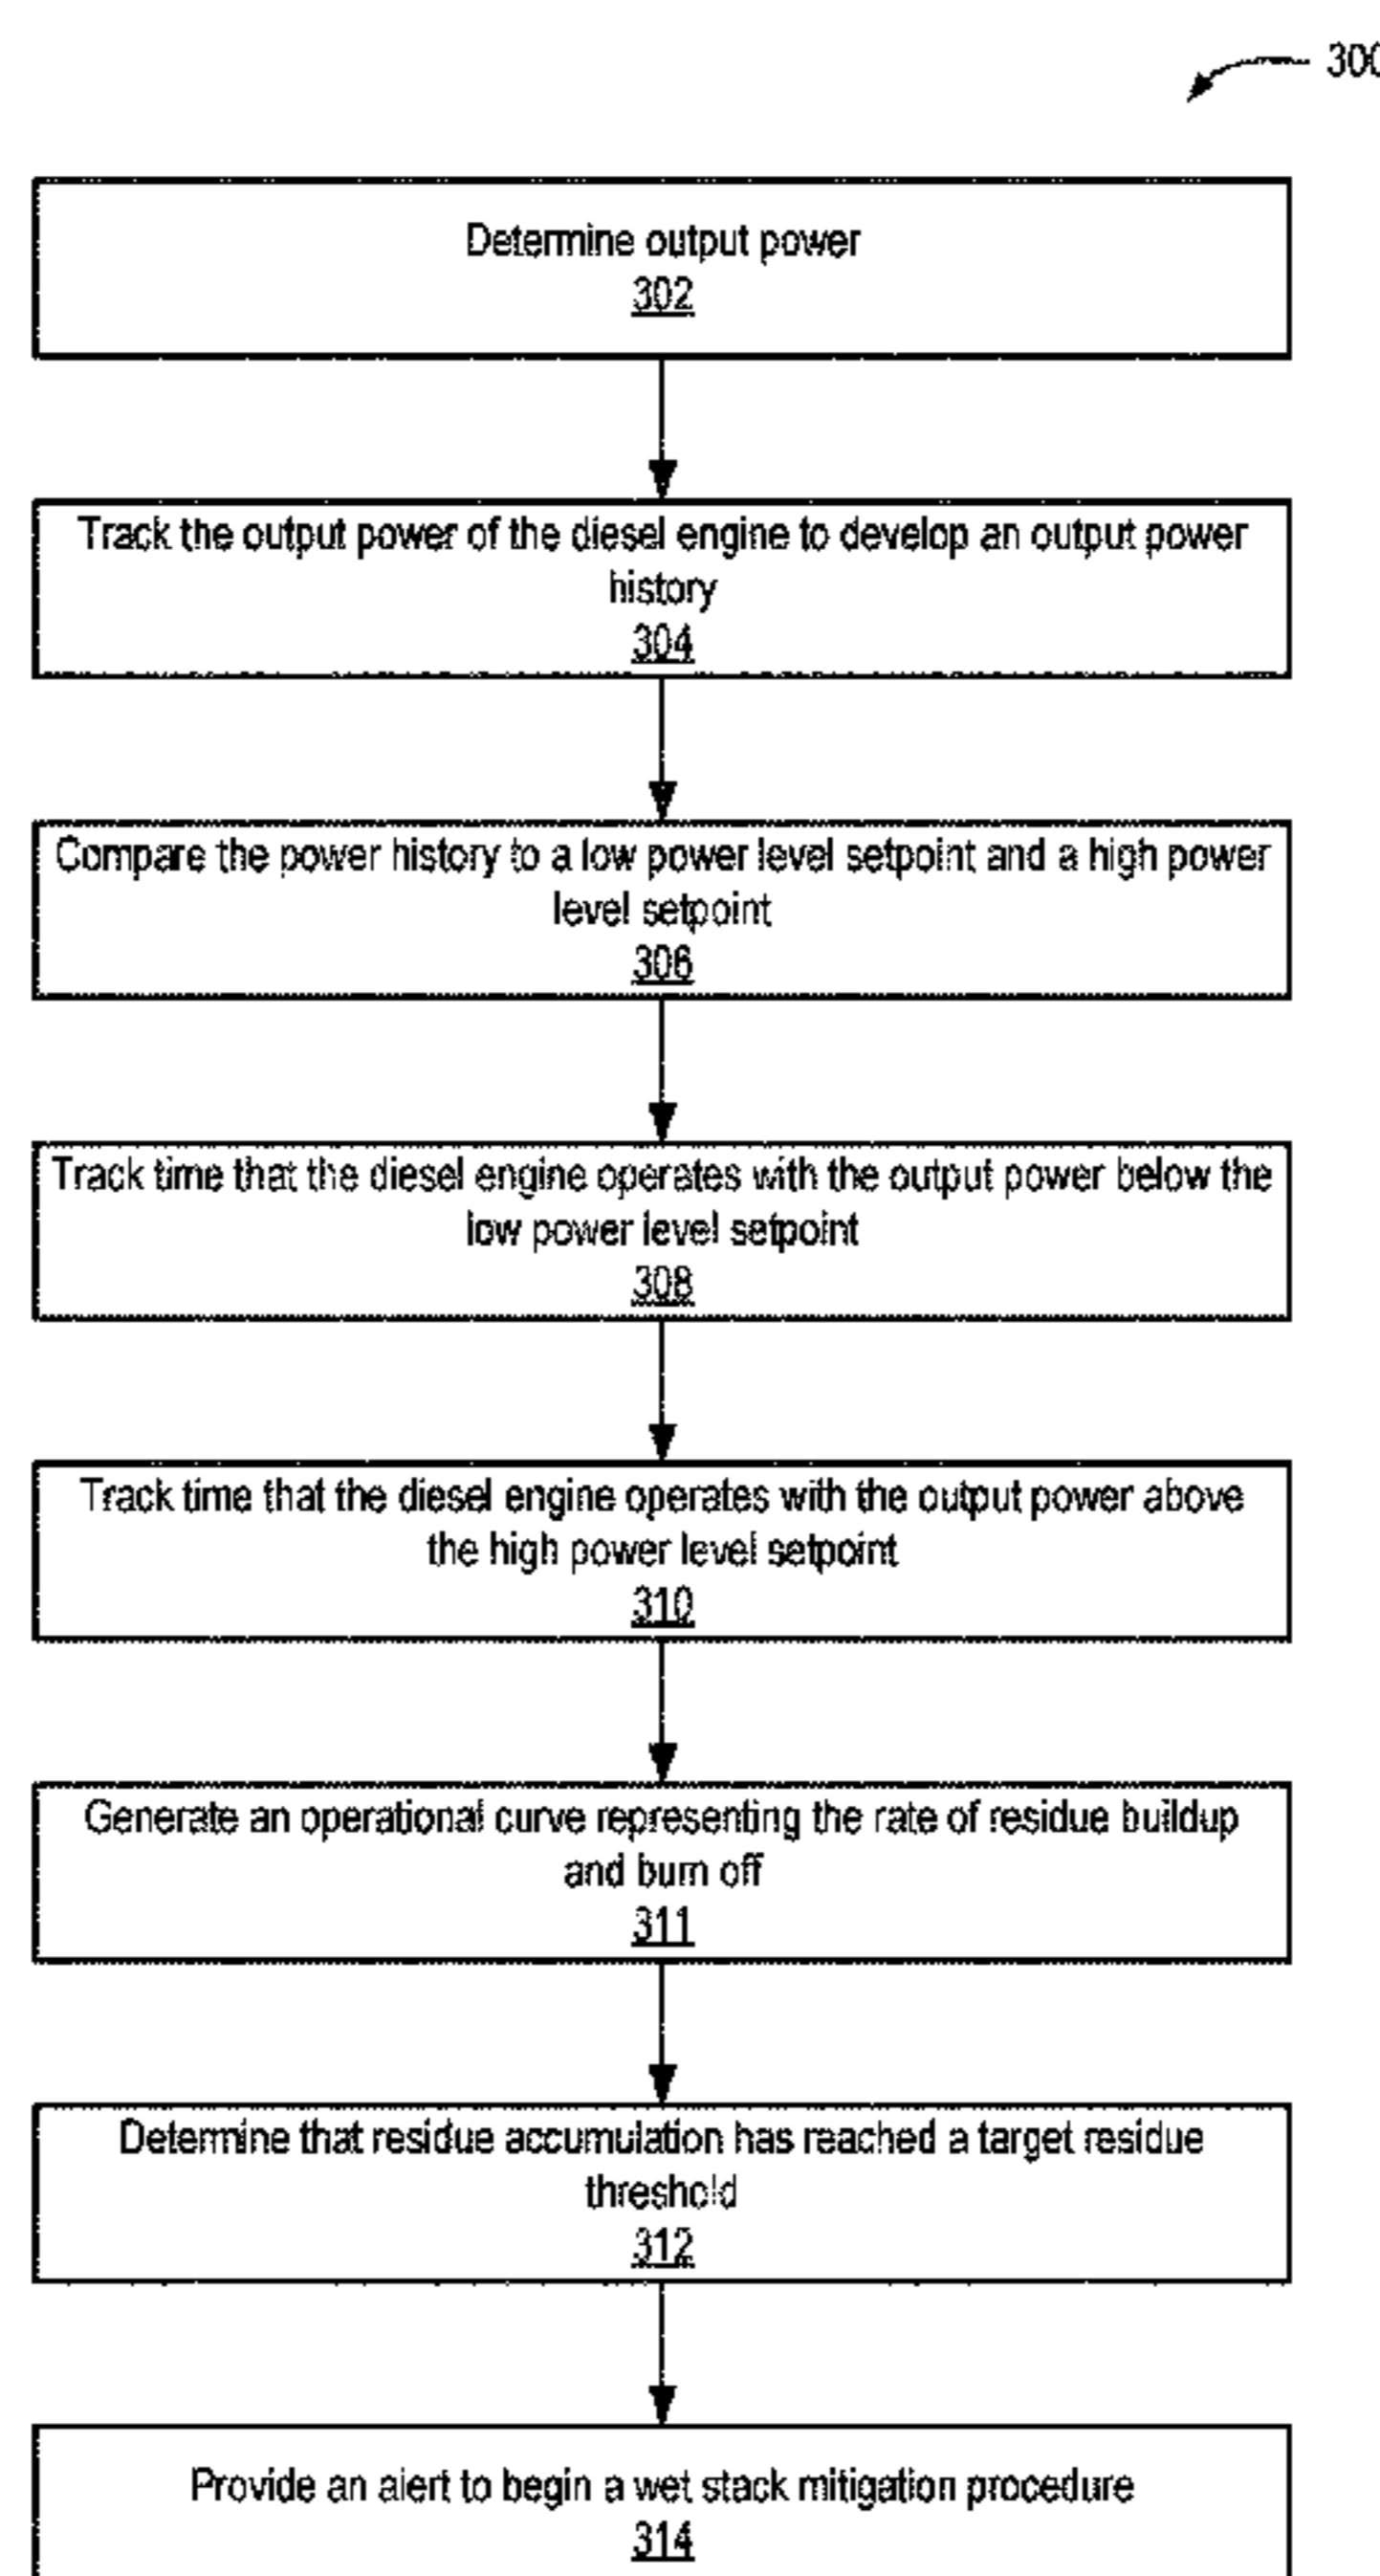 300
Determine output power
302
Track the output power of the diesel engine to develop an output power
history
304
Compare the power history to a low power level setpoint and a high power
level setpoint
306
Track time that the diesel engine operates with the output power below the
low power level setpoint
308
Track time that the diesel engine operates with the output power above
the high power level setpoint
310
Generate an operational curve representing the rate of residue buildup
and burn off
311
Determine that residue accumulation has reached a target residue
threshold
312
Provide an alert to begin a wet stack mitigation procedure
314